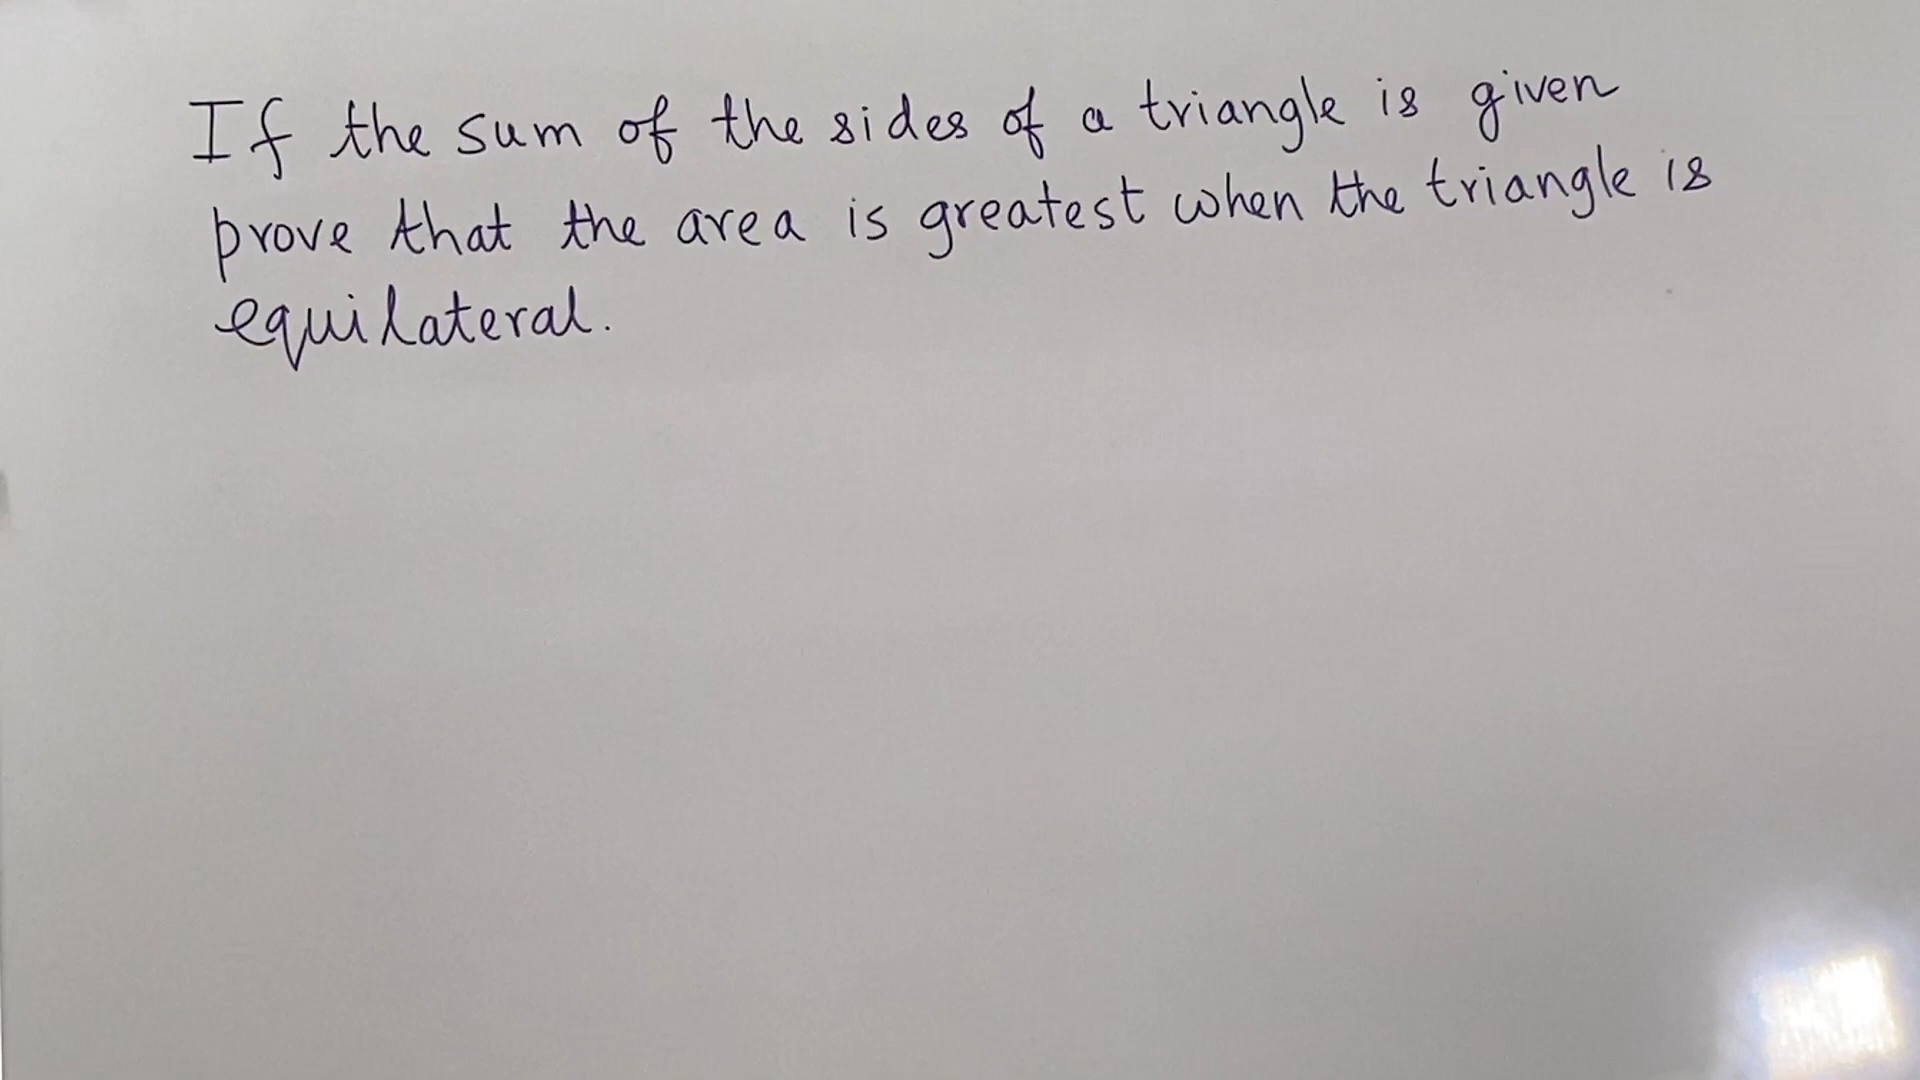 If the sum of the sides of a triangle is given
prove that the area is greatest when the triangle is
equilateral.